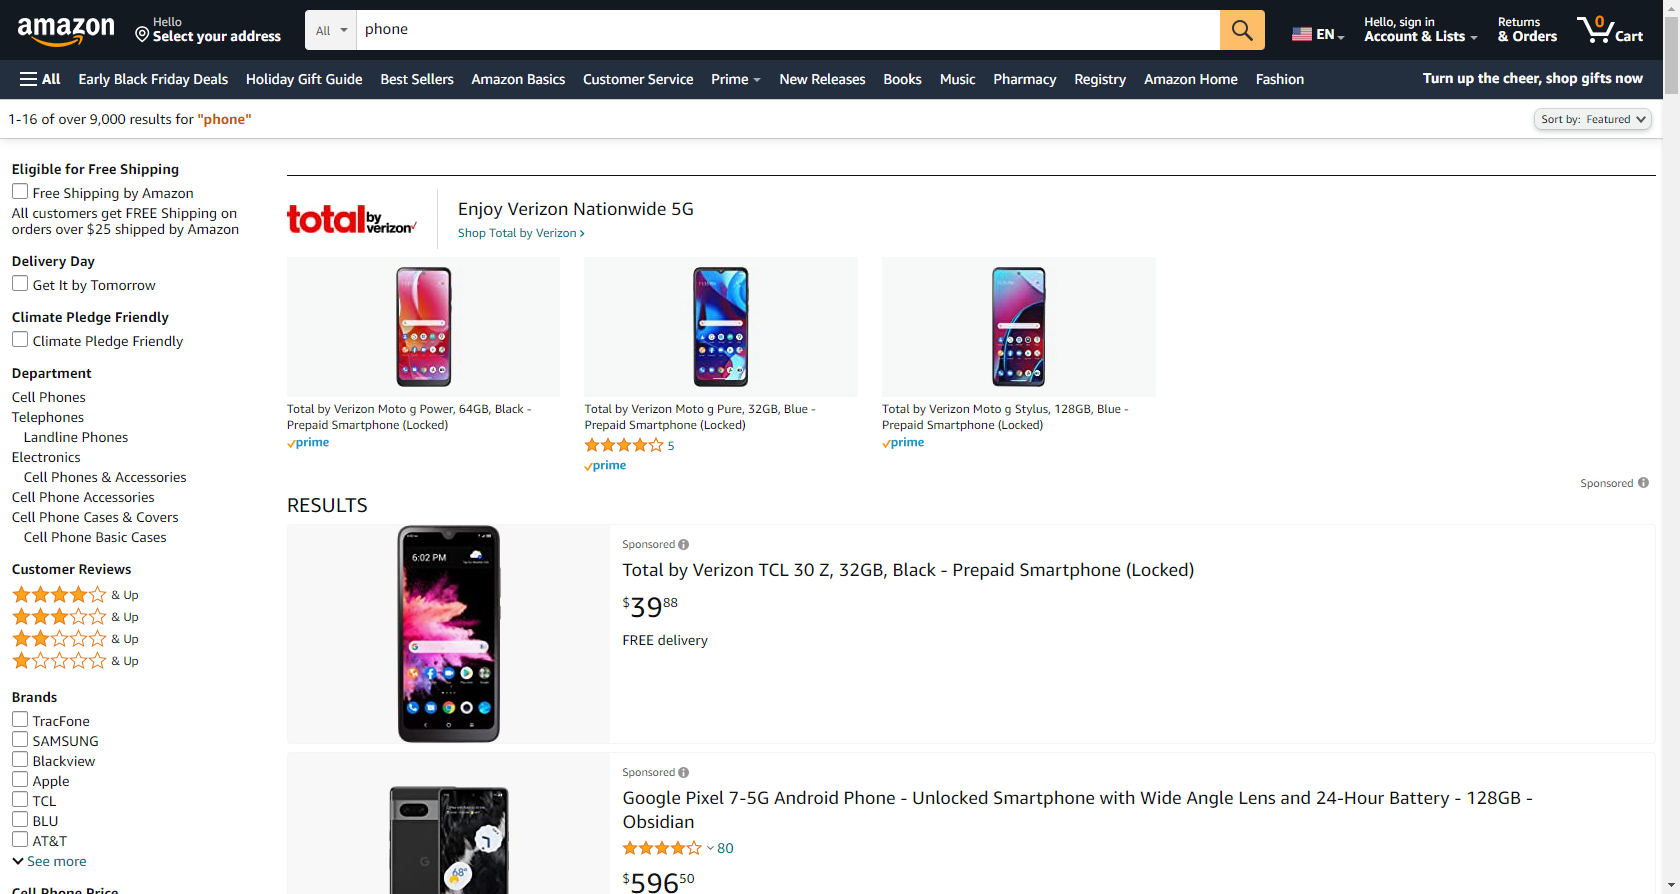 amazon
Hello
Select your address
All
phone
EN
Hello, sign in
Account & Lists
Returns
& Orders
0
Cart
All
Early Black Friday Deals
Holiday Gift Guide
Best Sellers
Amazon Basics
Customer Service
Prime
New Releases
Books
Music
Pharmacy
Registry
Amazon Home
Fashion
Turn up the cheer, shop gifts now
1-16 of over 9,000 results for "phone"
Sort by: Featured
Eligible for Free Shipping
Free Shipping by Amazon
All customers get FREE Shipping on
orders over $25 shipped by Amazon
Delivery Day
Get It by Tomorrow
Climate Pledge Friendly
Climate Pledge Friendly
Department
Cell Phones
Telephones
Landline Phones
Electronics
Cell Phones & Accessories
Cell Phone Accessories
Cell Phone Cases & Covers
Cell Phone Basic Cases
Customer Reviews
& Up
& Up
& Up
& Up
Brands
TracFone
SAMSUNG
Blackview
Apple
TCL
BLU
AT&T
See more
Cell Phone Price
total by verizon
Enjoy Verizon Nationwide 5G
Shop Total by Verizon ›
Total by Verizon Moto g Power, 64GB, Black -
Prepaid Smartphone (Locked)
prime
Total by Verizon Moto g Pure, 32GB, Blue -
Prepaid Smartphone (Locked)
5
prime
Total by Verizon Moto g Stylus, 128GB, Blue -
Prepaid Smartphone (Locked)
prime
Sponsored
RESULTS
6:02 PM
Sponsored
Total by Verizon TCL 30 Z, 32GB, Black - Prepaid Smartphone (Locked)
$39.88
FREE delivery
68°
Sponsored
Google Pixel 7-5G Android Phone - Unlocked Smartphone with Wide Angle Lens and 24-Hour Battery - 128GB -
Obsidian
80
$596.50